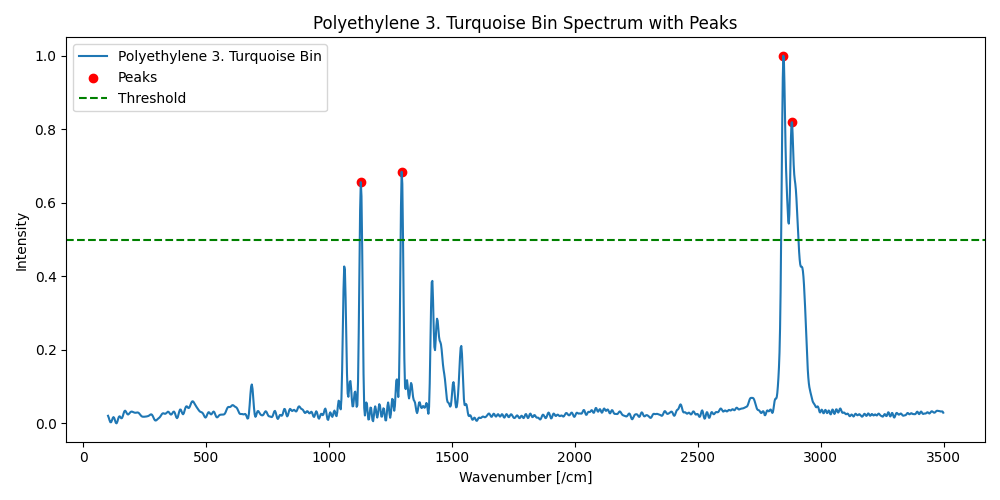 Polyethylene 3. Turquoise Bin Spectrum with Peaks
Polyethylene 3. Turquoise Bin
Peaks
Threshold
Intensity
1.0
0.8
0.6
0.4
0.2
0.0
0 500 1000 1500 2000 2500 3000 3500
Wavenumber [/cm]